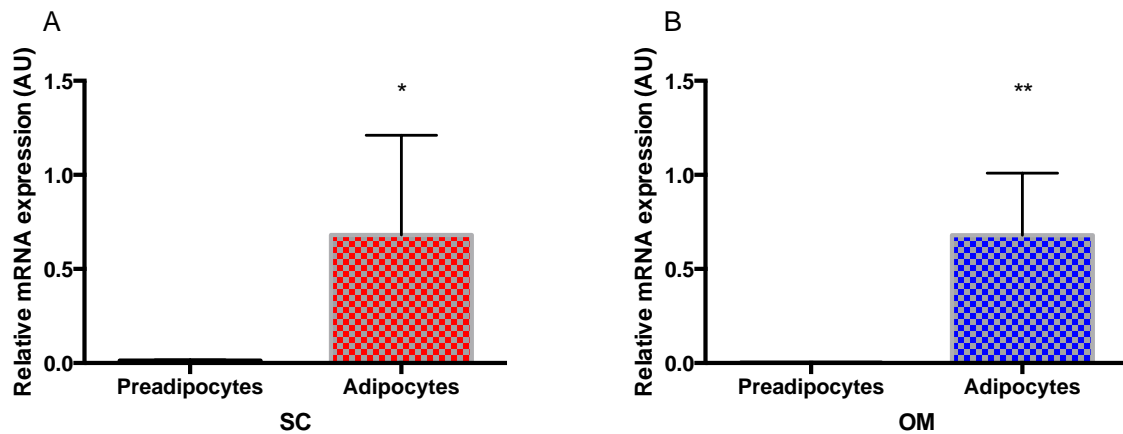 A
Relative mRNA expression (AU)
1.5
1.0
0.5
0.0
*
Preadipocytes Adipocytes
SC
B
Relative mRNA expression (AU)
1.5
1.0
0.5
0.0
**
Preadipocytes Adipocytes
OM